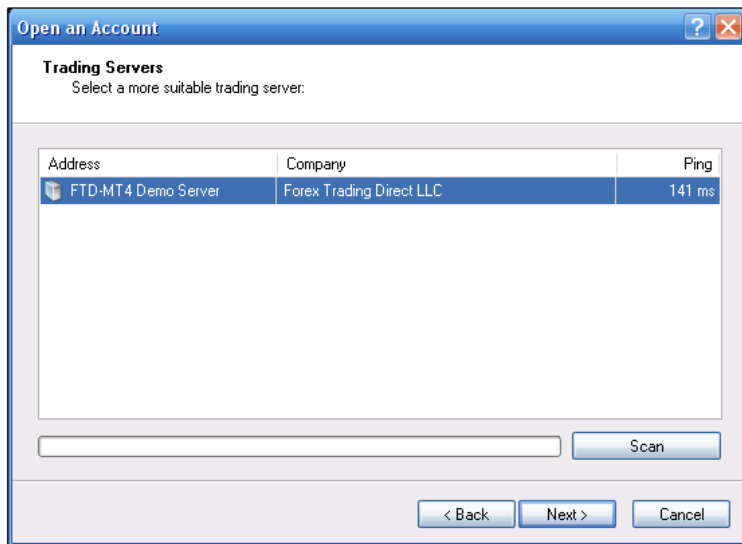 Open an Account
Trading Servers
Select a more suitable trading server:
Address Company Ping
FTD-MT4 Demo Server Forex Trading Direct LLC 141 ms
Scan
< Back Next > Cancel